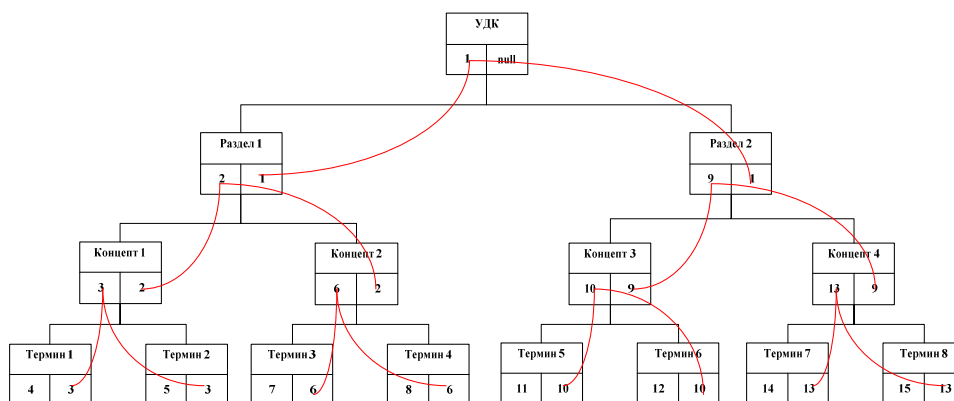 УДК
1 null
Раздел 1 Раздел 2
2 1 9 1
Концепт 1 Концепт 2 Концепт 3 Концепт 4
3 2 6 2 10 9 13 9
Термин 1 Термин 2 Термин 3 Термин 4 Термин 5 Термин 6 Термин 7 Термин 8
4 3 5 3 7 6 8 6 11 10 12 10 14 13 15 13